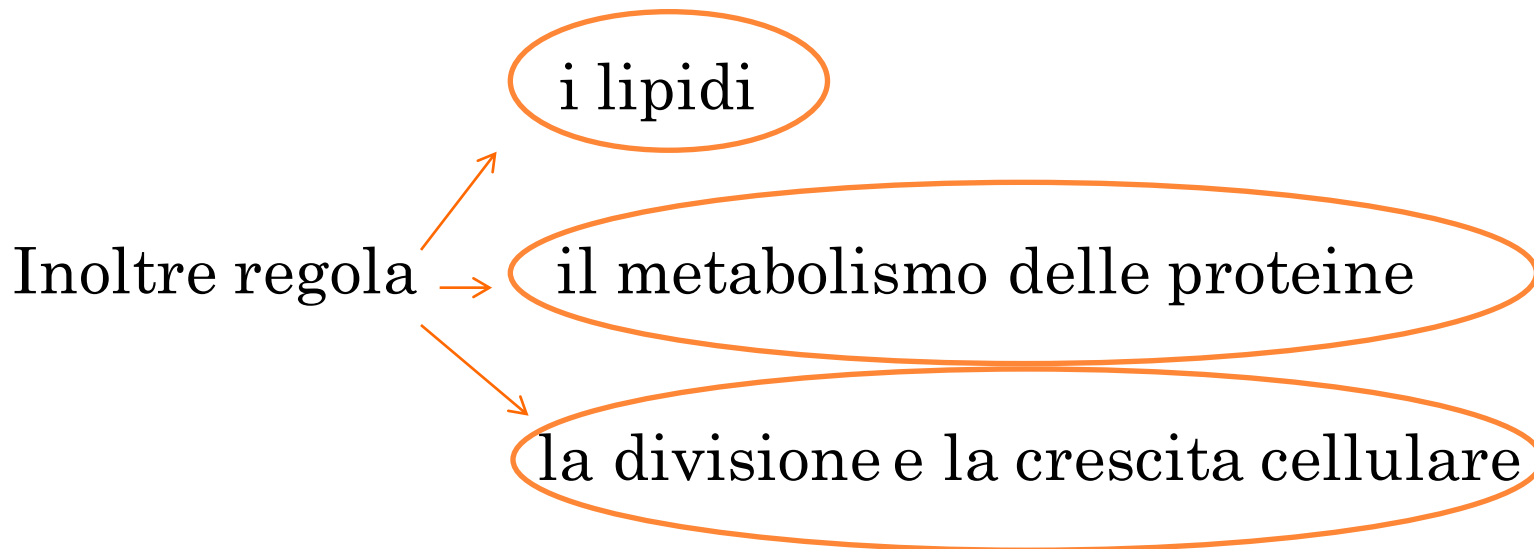 i lipidi
Inoltre regola il metabolismo delle proteine
la divisione e la crescita cellulare